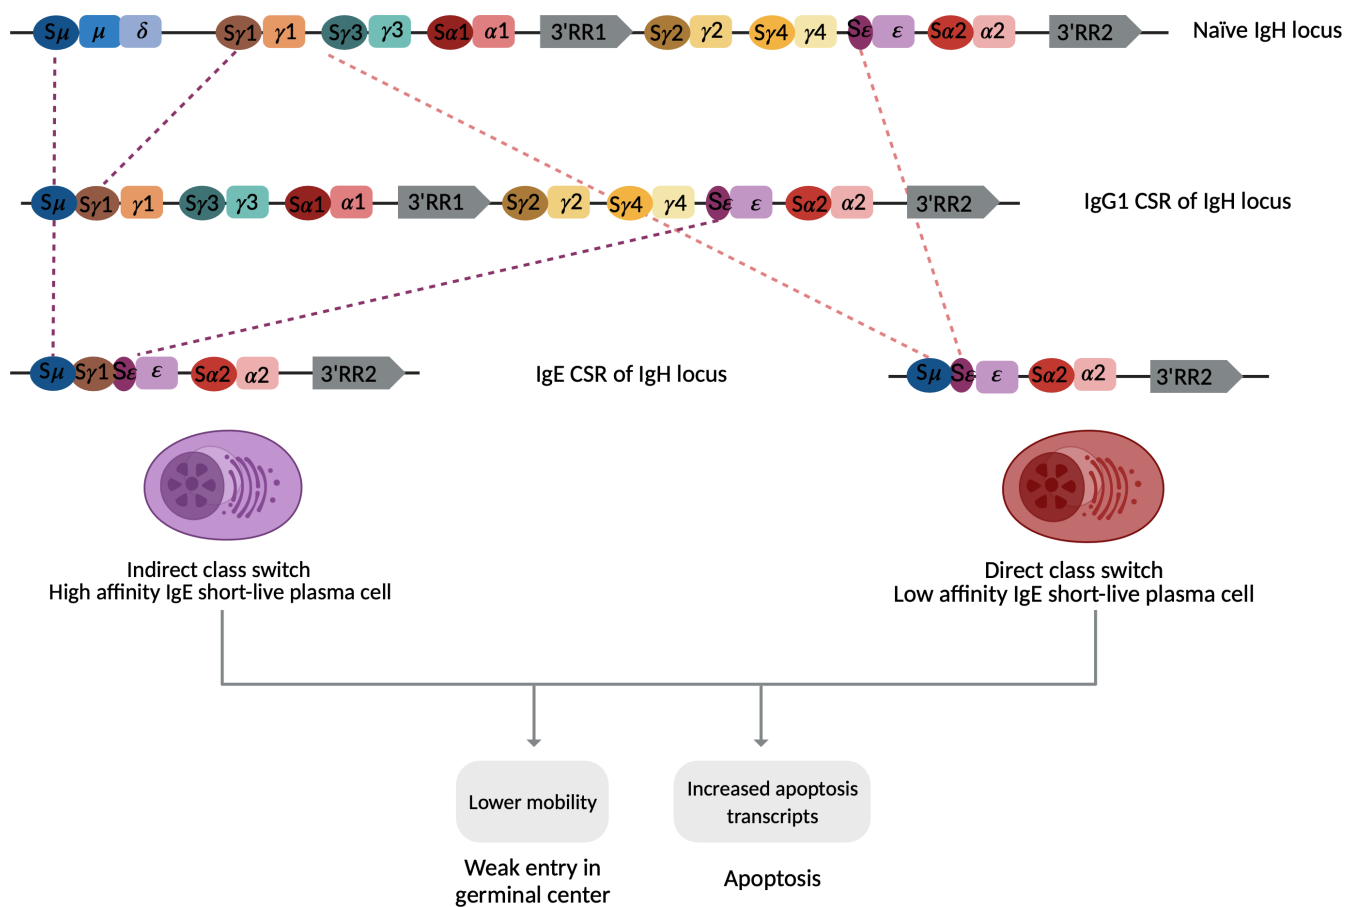 Sμ μ δ Sγ1 γ1 Sγ3 γ3 Sα1 α1 3'RR1 Sγ2 γ2 Sγ4 γ4 Sε ε Sα2 α2 3'RR2 Naïve IgH locus
Sμ Sγ1 γ1 Sγ3 γ3 Sα1 α1 3'RR1 Sγ2 γ2 Sγ4 γ4 Sε ε Sα2 α2 3'RR2 IgG1 CSR of IgH locus
Sμ Sγ1 Sε ε Sα2 α2 3'RR2 IgE CSR of IgH locus Sμ Sε ε Sα2 α2 3'RR2
Indirect class switch
High affinity IgE short-live plasma cell
Direct class switch
Low affinity IgE short-live plasma cell
Lower mobility
Increased apoptosis
transcripts
Weak entry in
germinal center
Apoptosis